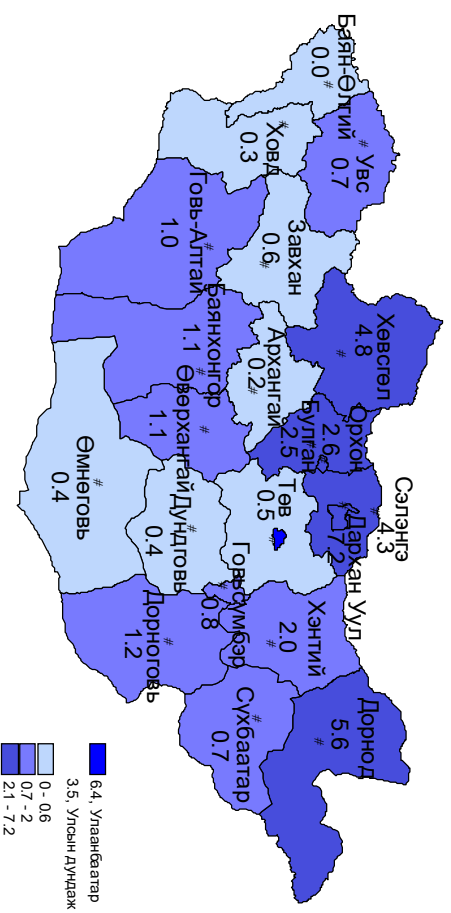 Баян-Өлгий
0.0
Увс
0.7
Ховд
0.3
Говь-Алтай
1.0
Завхан
0.6
Хөвсгөл
4.8
Баянхонгор
1.1
Архангай
0.2
Өвөрхангай
1.1
Булган
2.5
Орхон
2.6
Сэлэнгэ
4.3
Дархан Уул
7.2
Төв
0.5
Өмнөговь
0.4
Дундговь
0.4
Говьсүмбэр
0.8
Дорноговь
1.2
Хэнтий
2.0
Сүхбаатар
0.7
Дорнод
5.6
6.4, Улаанбаатар
3.5, Улсын дундаж
0 - 0.6
0.7 - 2
2.1 - 7.2